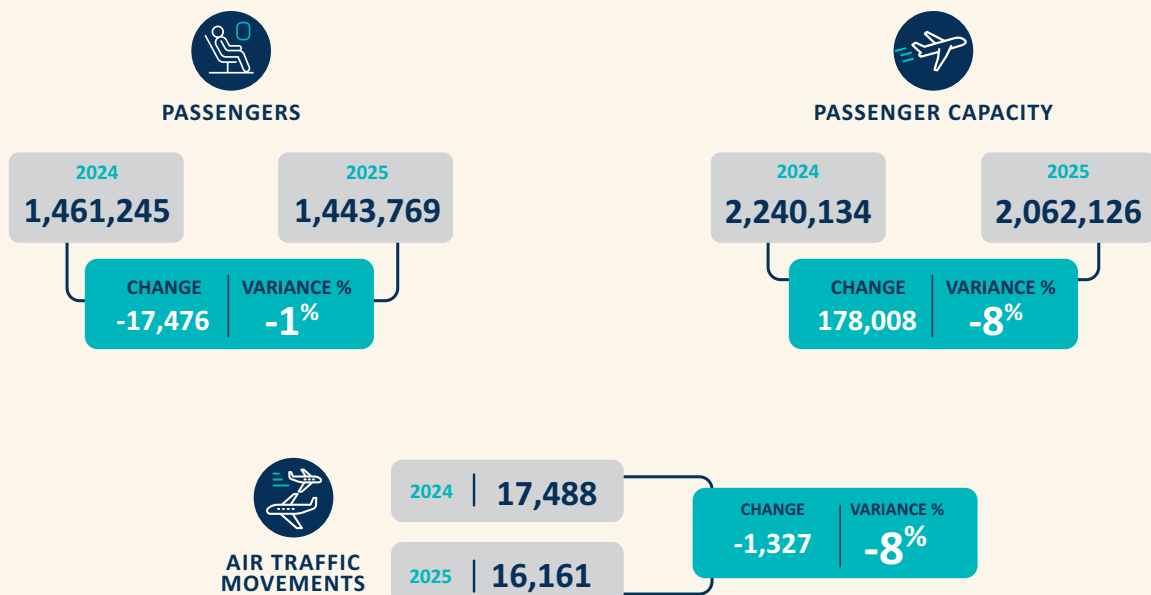 PASSENGERS
2024
1,461,245
2025
1,443,769
CHANGE
-17,476
VARIANCE %
-1%
PASSENGER CAPACITY
2024
2,240,134
2025
2,062,126
CHANGE
178,008
VARIANCE %
-8%
AIR TRAFFIC
MOVEMENTS
2024
17,488
2025
16,161
CHANGE
-1,327
VARIANCE %
-8%